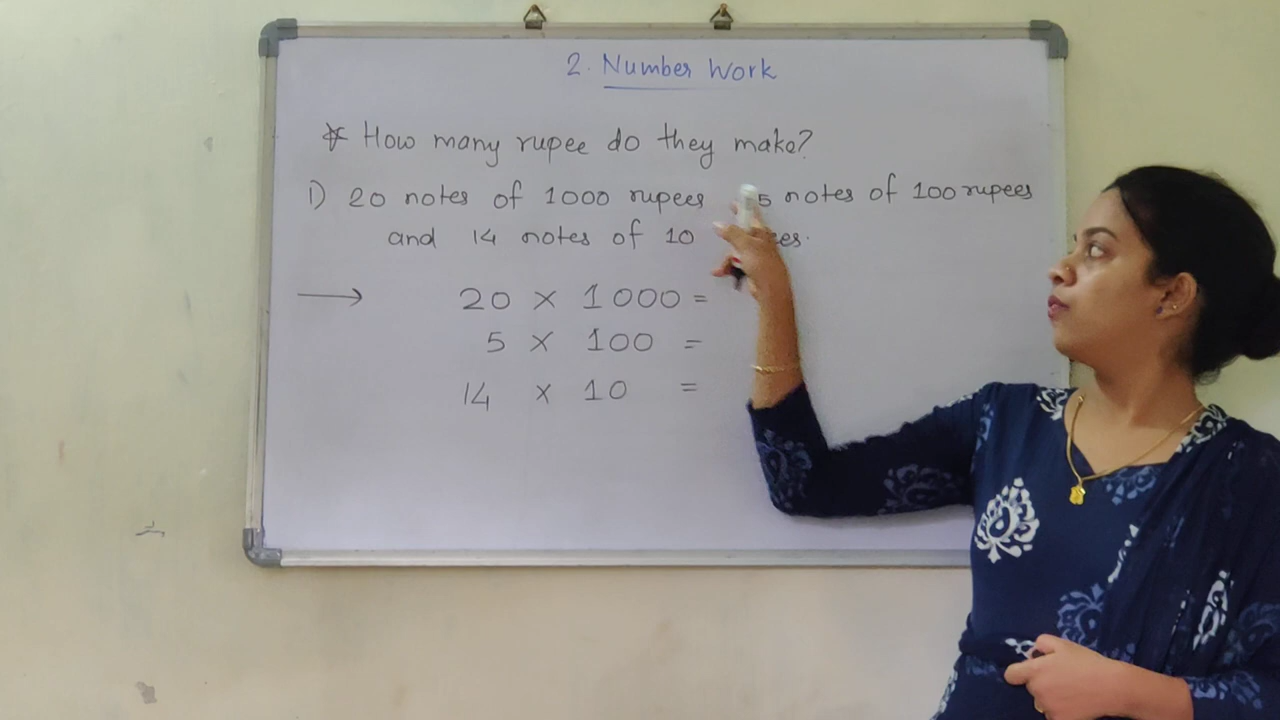 2. Number Work
* How many rupee do they make?
1) 20 notes of 1000 rupees 5 notes of 100 rupees
and 14 notes of 10
→ 20 × 1000 =
5 × 100 =
14 × 10 =